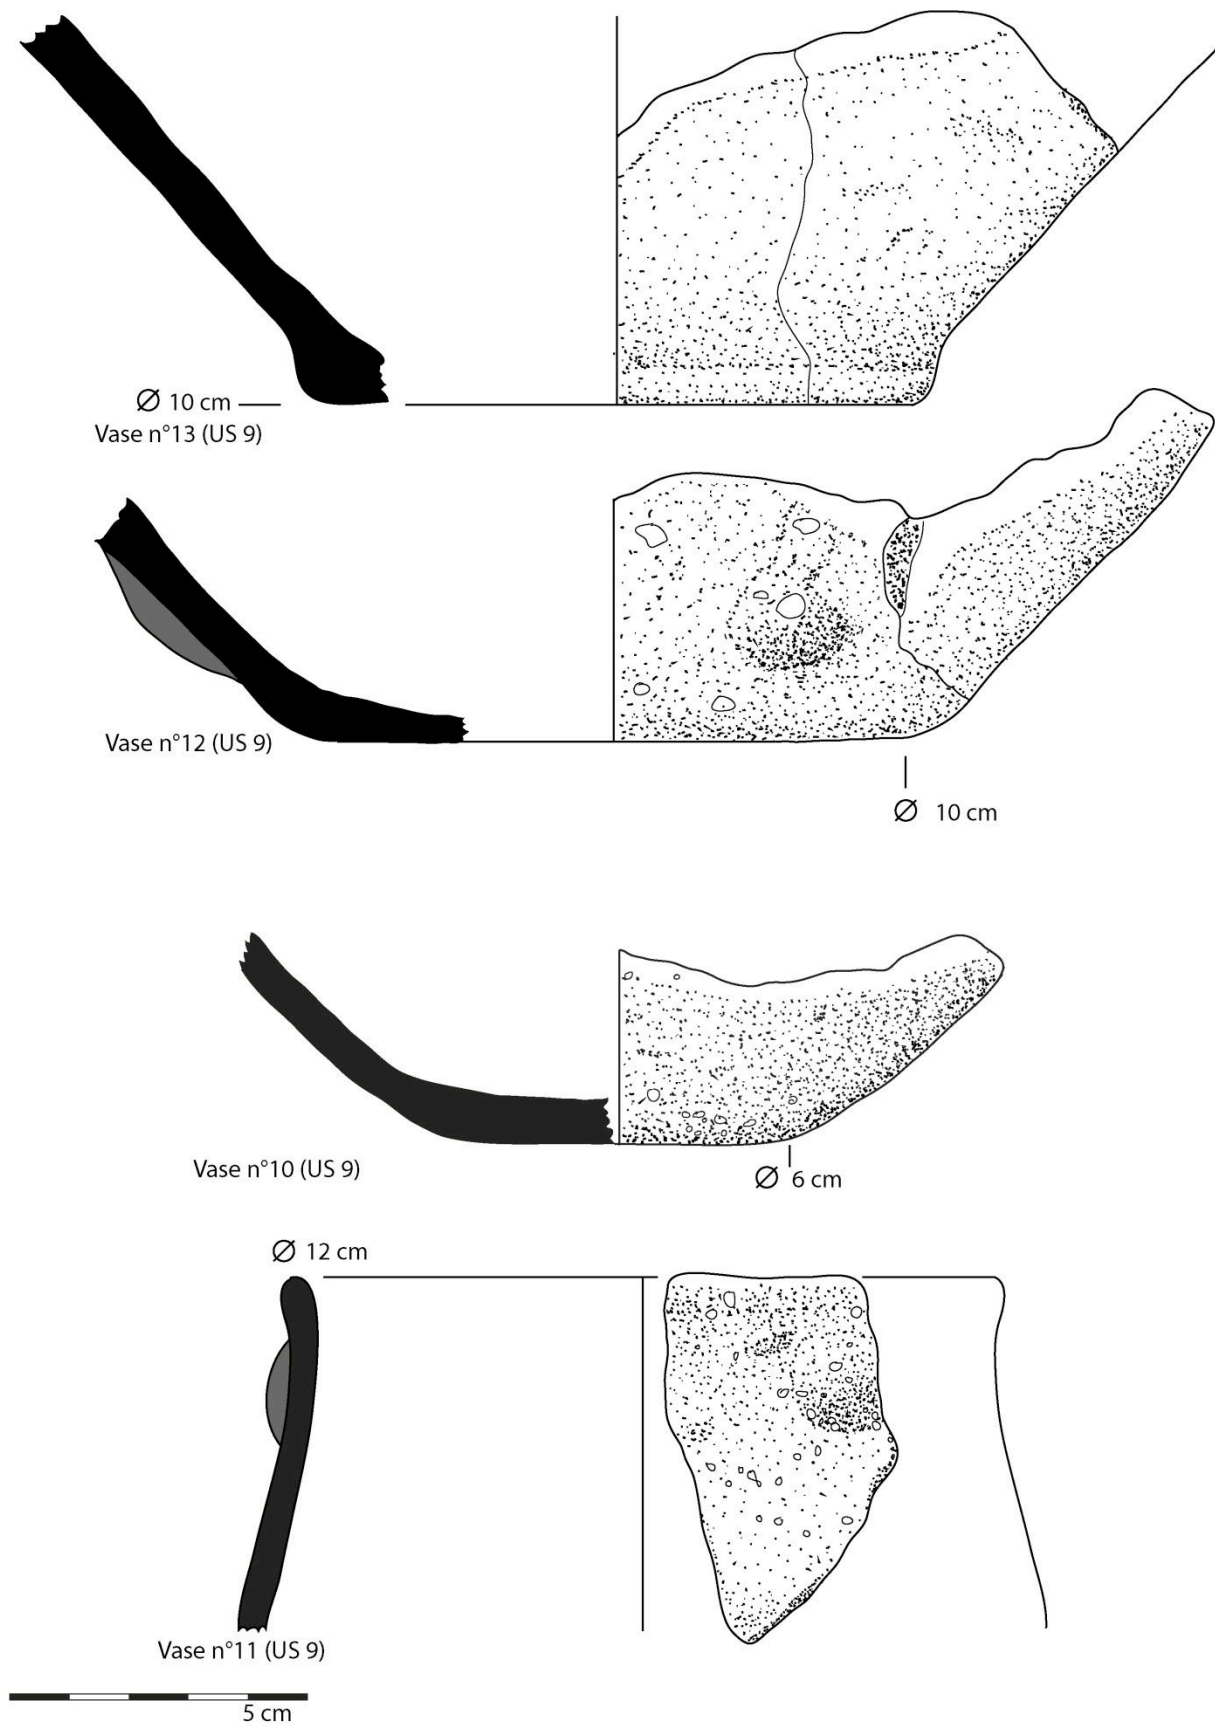 Ø 10 cm
Vase n°13 (US 9)
Vase n°12 (US 9)
Ø 10 cm
Vase n°10 (US 9)
Ø 6 cm
Ø 12 cm
Vase n°11 (US 9)
5 cm